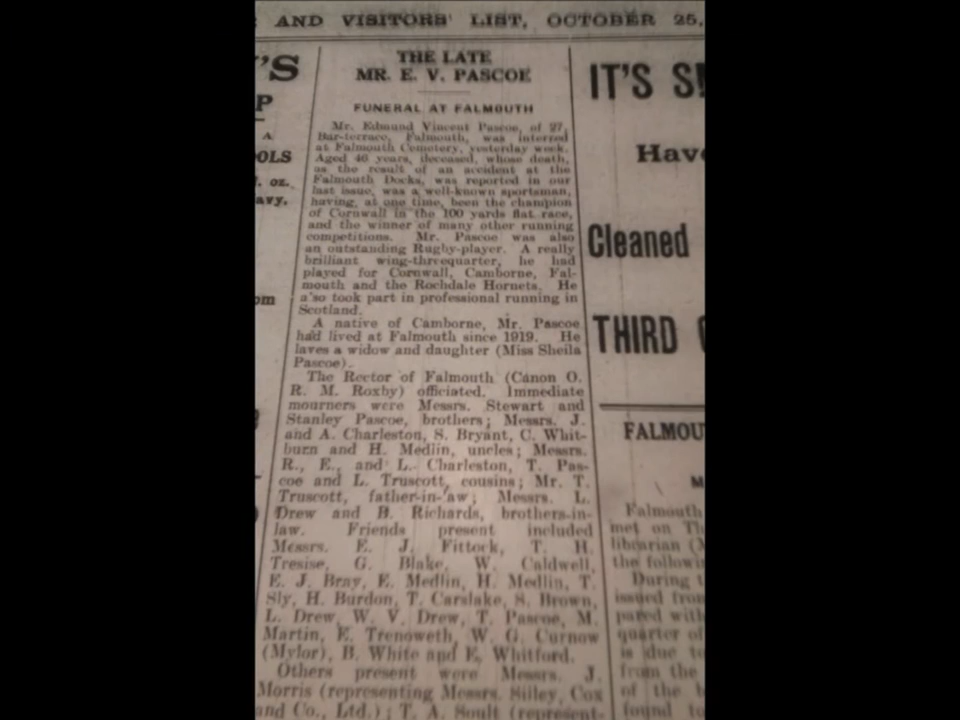 AND VISITORS' LIST, OCTOBER 25,
'S
P
A
OLS
oz.
avy.
om
THE LATE
MR. E. V. PASCOE
FUNERAL AT FALMOUTH
Mr. Edmund Vincent Pascoe, of 27,
Bar-terrace, Falmouth, was interred
at Falmouth Cemetery, yesterday week.
Aged 46 years, deceased, whose death,
as the result of an accident at the
Falmouth Docks, was reported in our
last issue, was a well-known sportsman,
having, at one time, been the champion
of Cornwall in the 100 yards flat race,
and the winner of many other running
competitions. Mr. Pascoe was also
an outstanding Rugby-player. A really
brilliant wing-threequarter, he had
played for Cornwall, Camborne, Fal-
mouth and the Rochdale Hornets. He
a'so took part in professional running in
Scotland.
A native of Camborne, Mr. Pascoe
had lived at Falmouth since 1919. He
laves a widow and daughter (Miss Sheila
Pascoe).
The Rector of Falmouth (Canon O.
R. M. Roxby) officiated. Immediate
mourners were Messrs. Stewart and
Stanley Pascoe, brothers; Messrs. J.
and A. Charleston, S. Bryant, C. Whit-
burn and H. Medlin, uncles; Messrs.
R., E., and L. Charleston, T. Pas-
coe and L. Truscott, cousins; Mr. T.
Truscott, father-in-'aw; Messrs. L.
Drew and B. Richards, brothers-in-
law. Friends present included
Messrs. E. J. Fittock, T. H.
Tresise, G. Blake, W. Caldwell,
E. J. Bray, E. Medlin, H. Medlin, T.
Sly, H. Burdon, T. Carslake, S. Brown,
L. Drew, W. V. Drew, T. Pascoe, M.
Martin, E. Trenoweth, W. G. Curnow
(Mylor), B. White and E. Whitford.
Others present were Messrs. J.
Morris (representing Messrs. Silley, Cox
and Co., Ltd.); T. A. Soult (represent-
IT'S S
Have
Cleaned
THIRD
FALMOU
M
Falmouth
met on Th
librarian (
the followi
During t
issued from
pared with
quarter of
is due to
from the
of the
found to